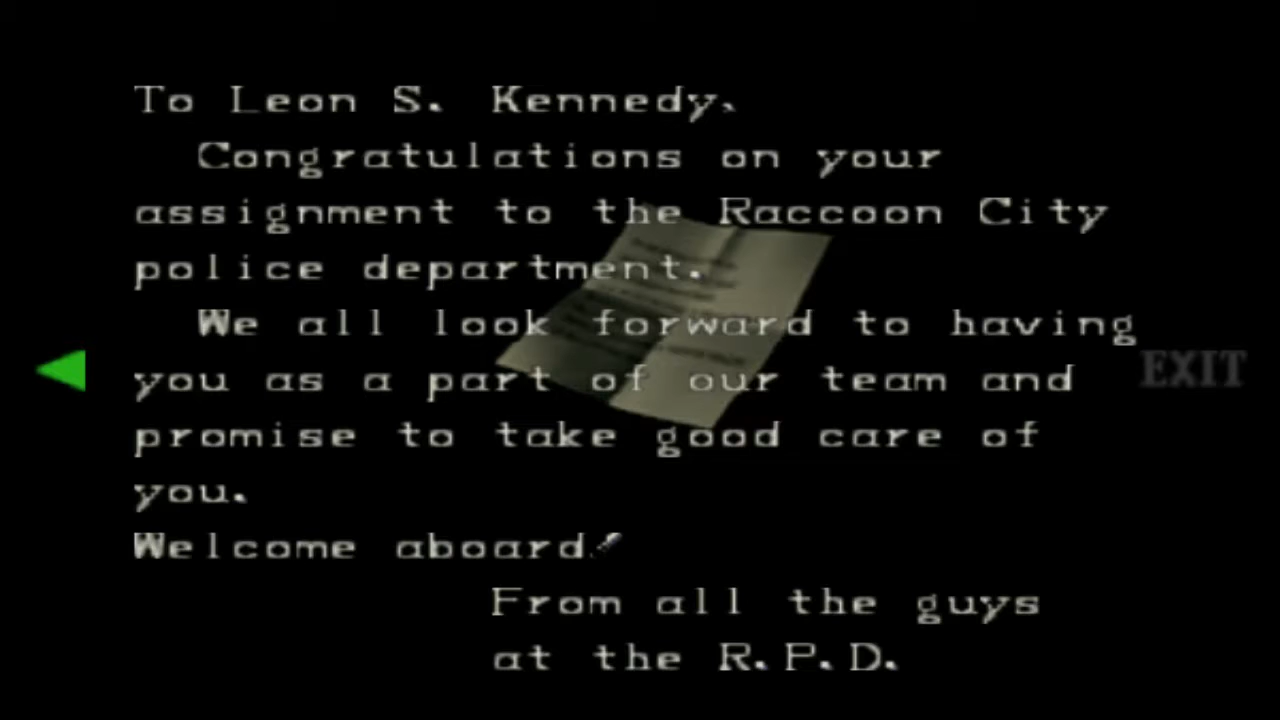 To Leon S. Kennedy.
Congratulations on your
assignment to the Raccoon City
police department.
We all look forward to having
you as a part of our team and
promise to take good care of
you.
Welcome aboard!
From all the guys
at the R.P.D.
EXIT